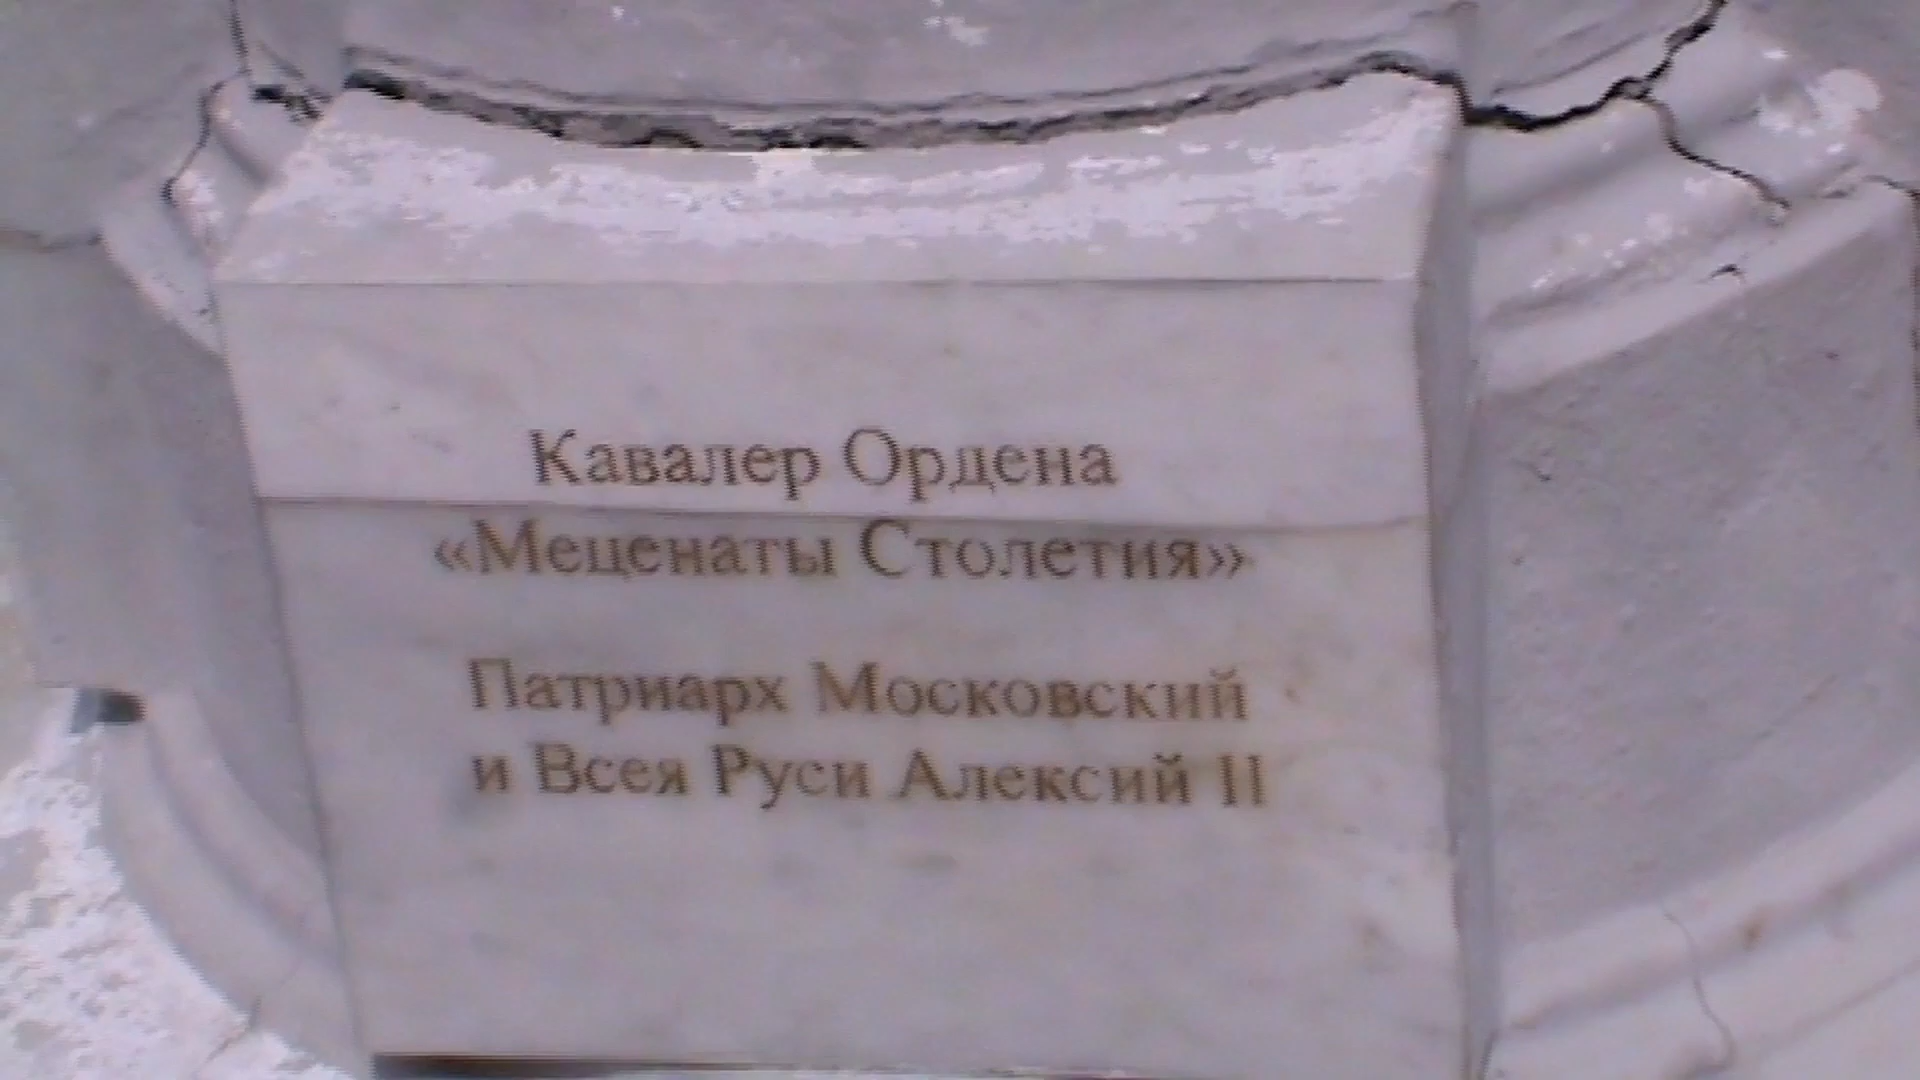 Кавалер Ордена
«Меценаты Столетия»
Патриарх Московский
и Всея Руси Алексий II